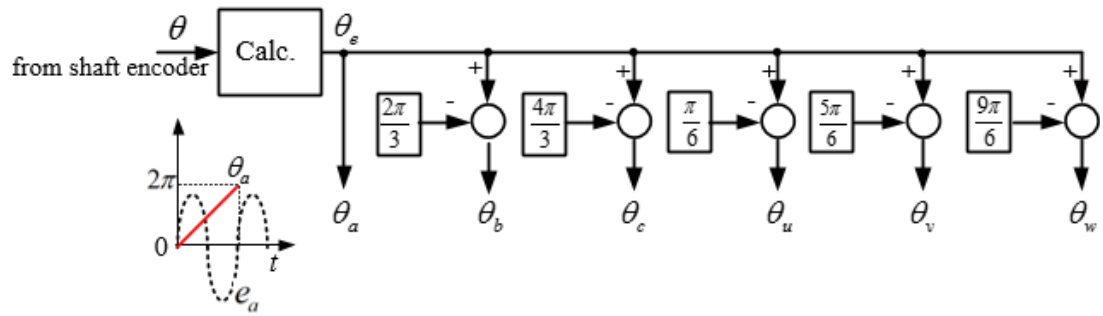 θ
from shaft encoder
Calc.
θe
+ + + + +
2π/3 - 4π/3 - π/6 - 5π/6 - 9π/6 -
θa θb θc θu θv θw
2π
θa
0
t
ea